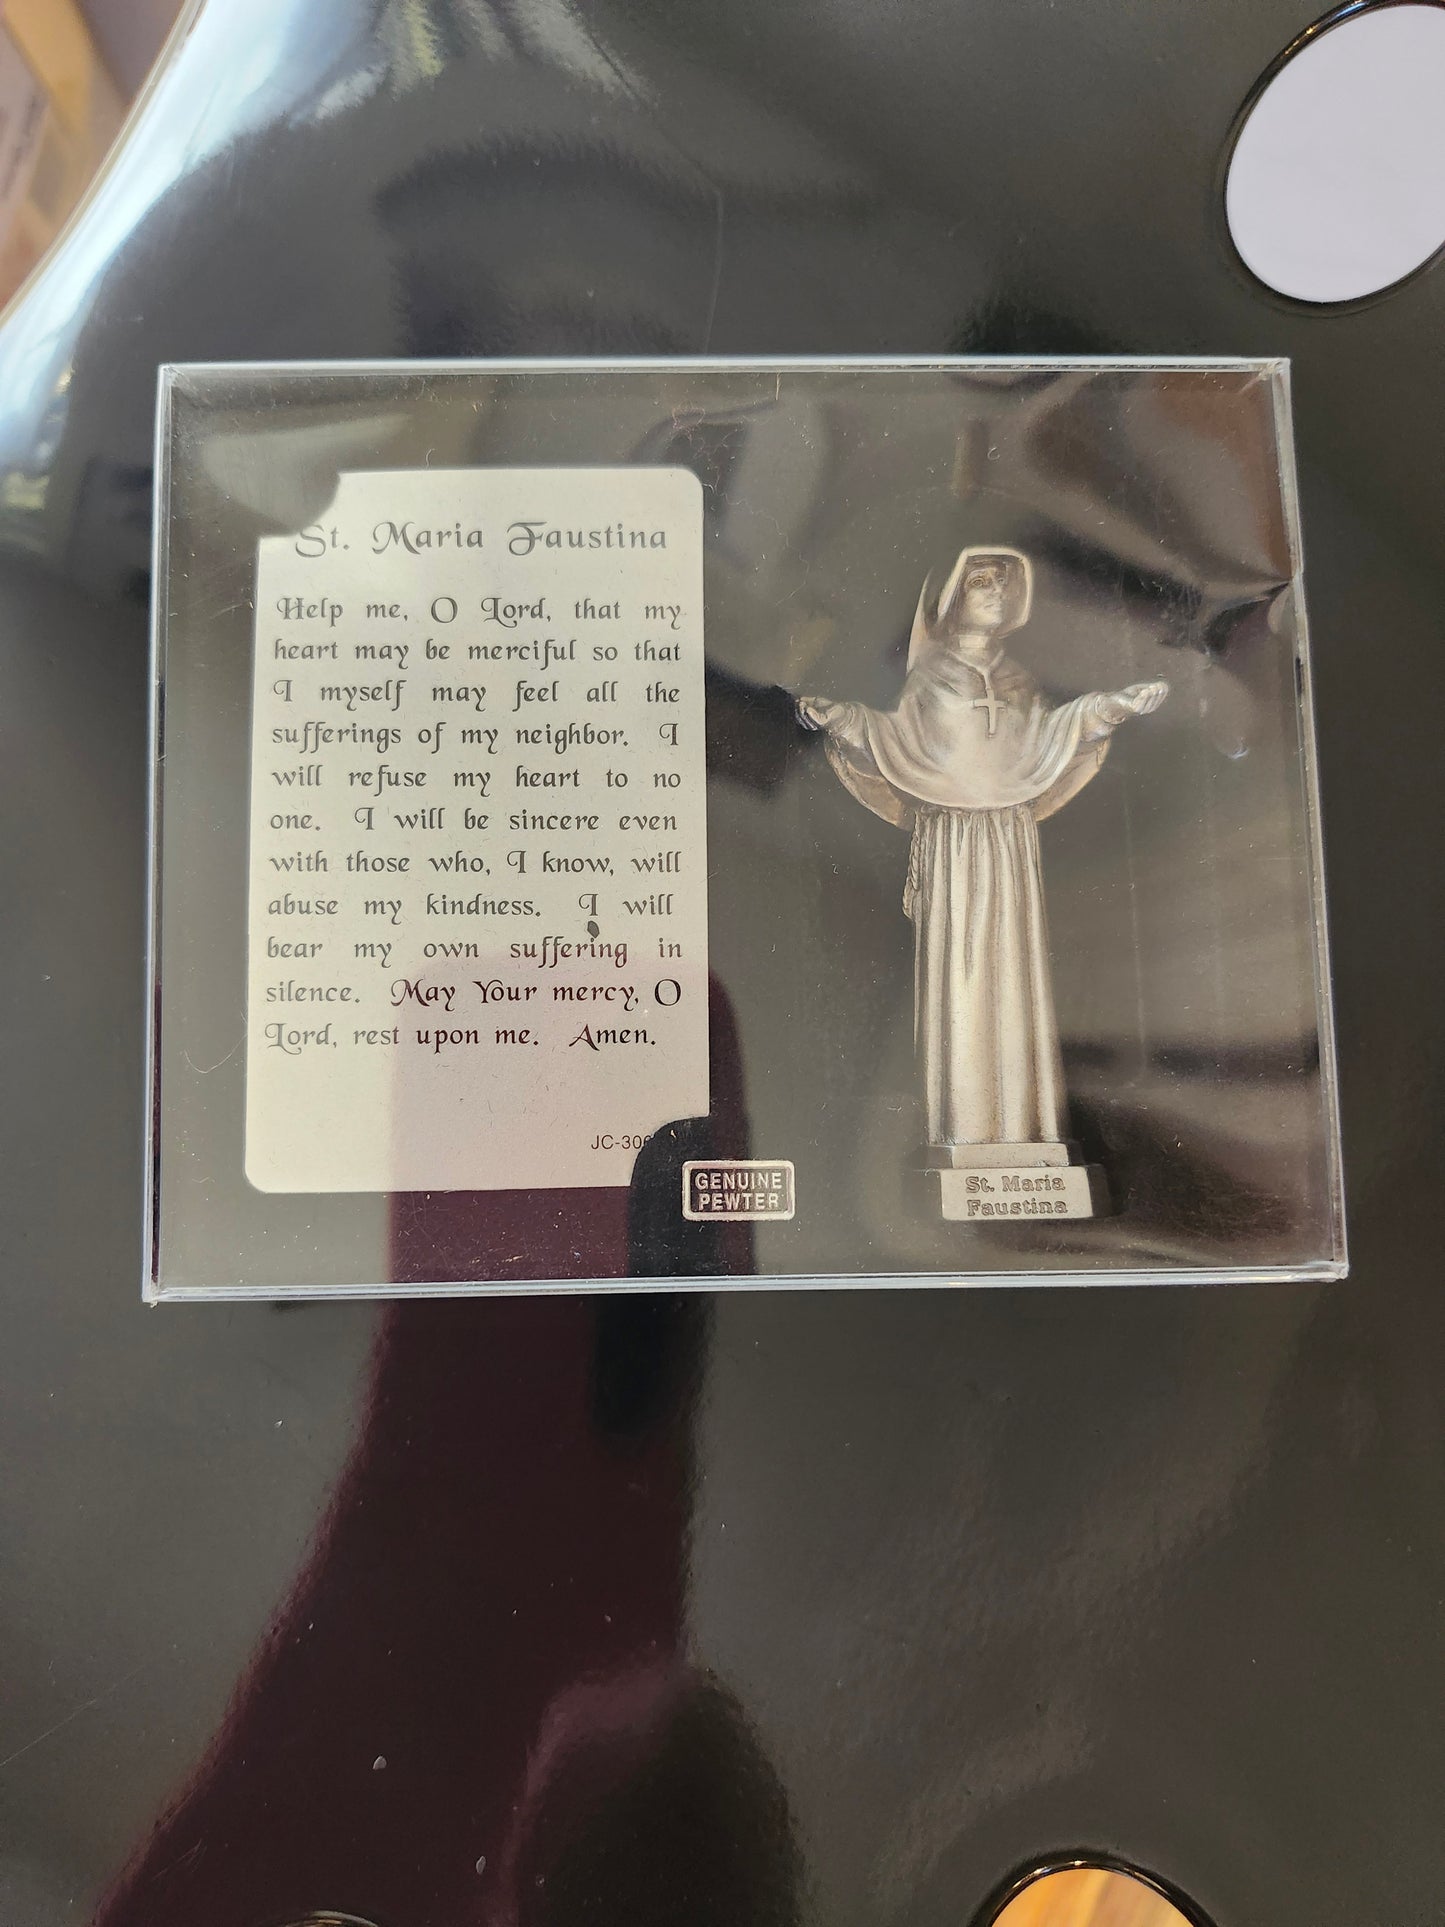 St. Maria Faustina
Help me, O Lord, that my
heart may be merciful so that
I myself may feel all the
sufferings of my neighbor. I
will refuse my heart to no
one. I will be sincere even
with those who, I know, will
abuse my kindness. I will
bear my own suffering in
silence. May Your mercy, O
Lord, rest upon me. Amen.
GENUINE
PEWTER
St. Maria
Faustina